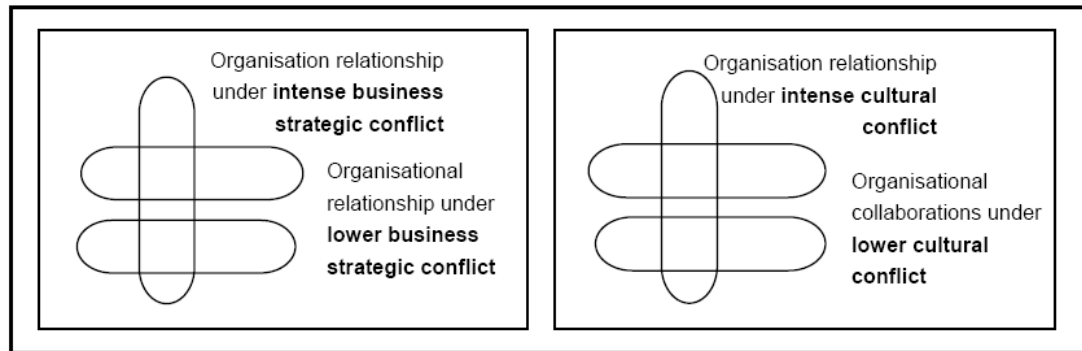 Organisation relationship
under intense business
strategic conflict
Organisational
relationship under
lower business
strategic conflict
Organisation relationship
under intense cultural
conflict
Organisational
collaborations under
lower cultural
conflict